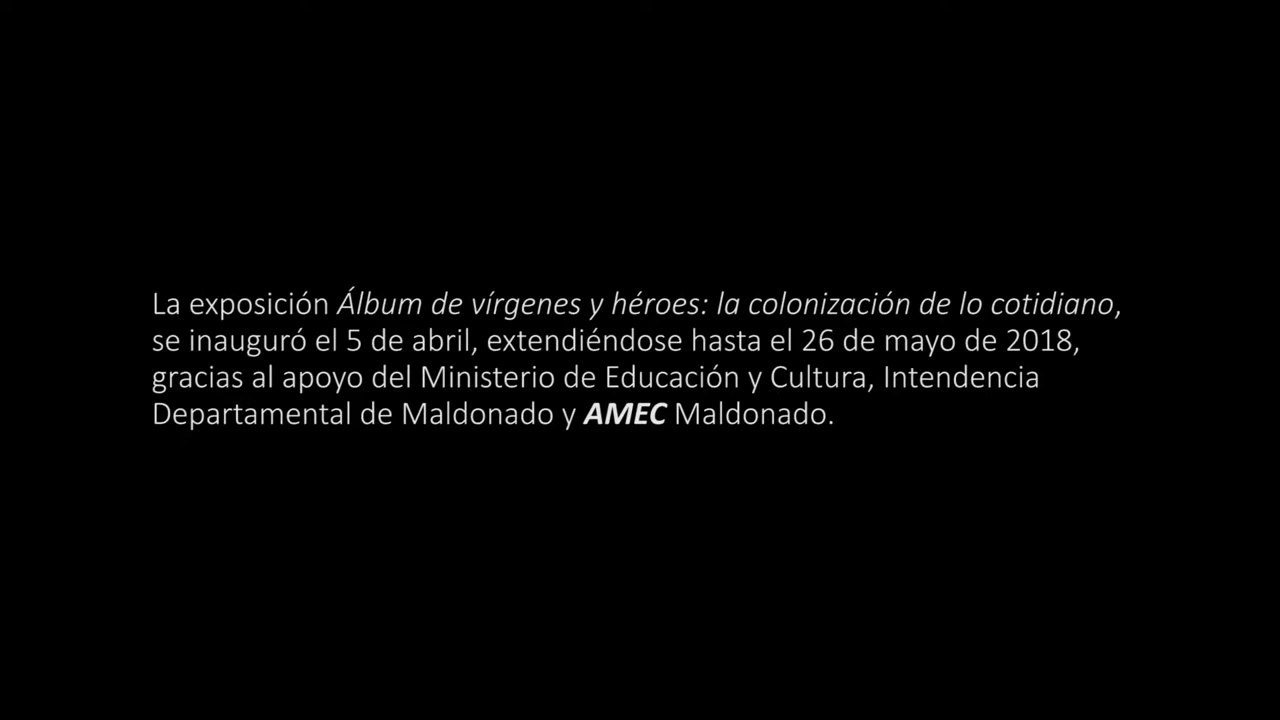 La exposición Álbum de vírgenes y héroes: la colonización de lo cotidiano,
se inauguró el 5 de abril, extendiéndose hasta el 26 de mayo de 2018,
gracias al apoyo del Ministerio de Educación y Cultura, Intendencia
Departamental de Maldonado y AMEC Maldonado.